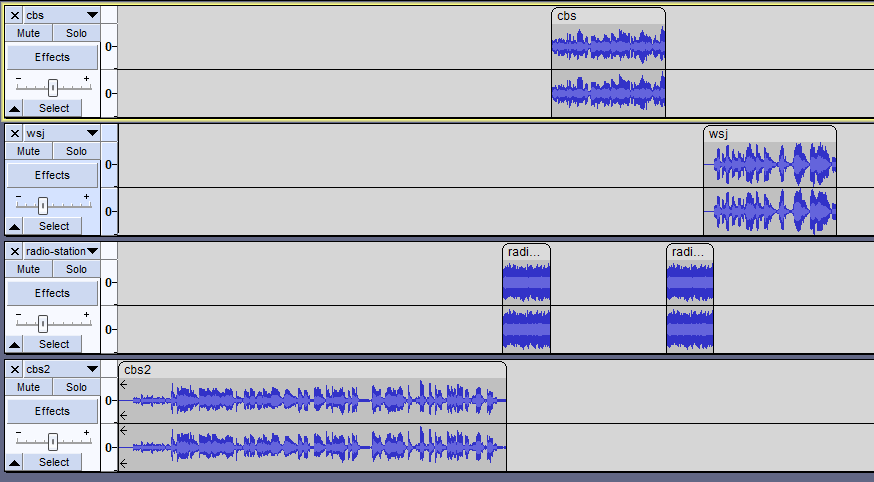 cbs
Mute Solo
Effects
- +
Select
0
0
cbs
wsj
Mute Solo
Effects
- +
Select
0
0
wsj
radio-station
Mute Solo
Effects
- +
Select
0
0
radi...
radi...
cbs2
Mute Solo
Effects
- +
Select
0
0
cbs2